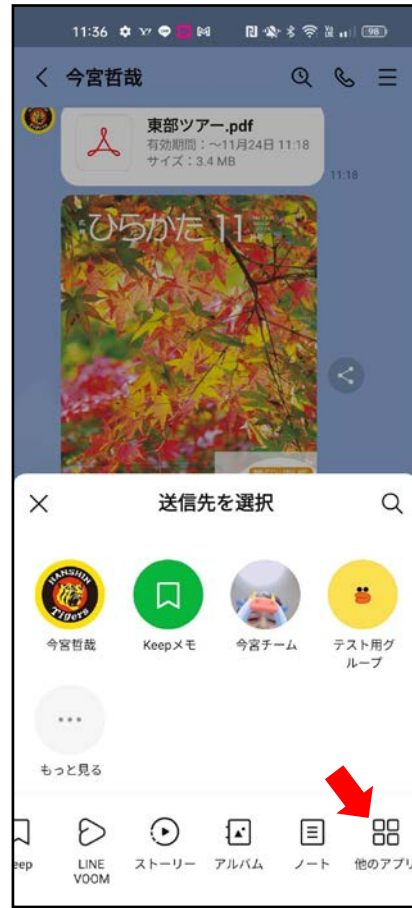 11:36
98
今宮哲哉
東部ツアー.pdf
有効期間：〜11月24日 11:18
サイズ：3.4 MB
11:18
ひらかた 11
×
送信先を選択
HANSHIN
Tigers
今宮哲哉
Keepメモ
今宮チーム
テスト用グ
ループ
もっと見る
eep
LINE
VOOM
ストーリー
アルバム
ノート
他のアプリ